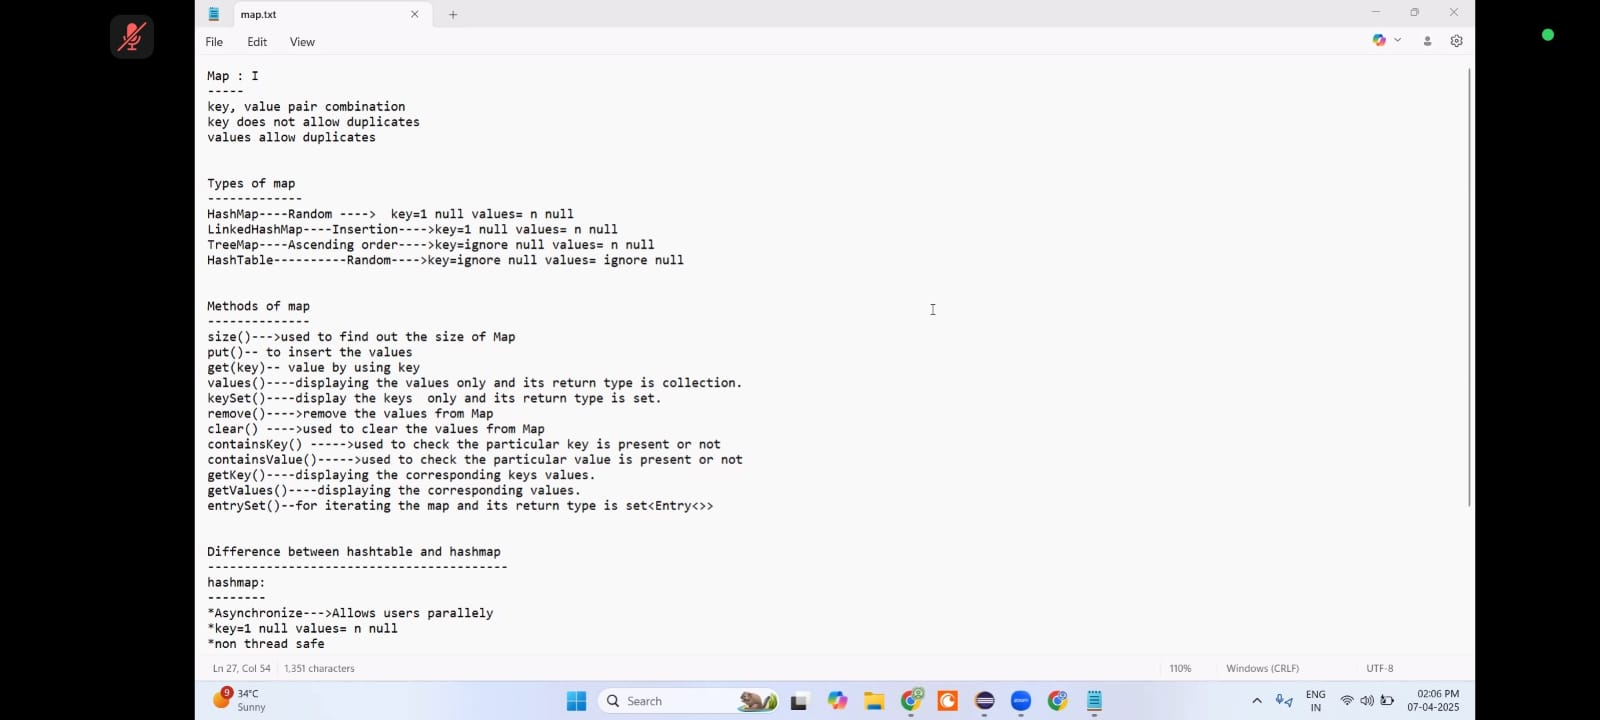 map.txt
File Edit View
Map : I
-----
key, value pair combination
key does not allow duplicates
values allow duplicates
Types of map
-------------
HashMap----Random ---->  key=1 null values= n null
LinkedHashMap----Insertion---->key=1 null values= n null
TreeMap----Ascending order---->key=ignore null values= n null
HashTable----------Random---->key=ignore null values= ignore null
Methods of map
--------------
size()--->used to find out the size of Map
put()-- to insert the values
get(key)-- value by using key
values()----displaying the values only and its return type is collection.
keySet()----display the keys  only and its return type is set.
remove()---->remove the values from Map
clear() ---->used to clear the values from Map
containsKey() ----->used to check the particular key is present or not
containsValue()----->used to check the particular value is present or not
getKey()----displaying the corresponding keys values.
getValues()----displaying the corresponding values.
entrySet()--for iterating the map and its return type is set<Entry<>>
Difference between hashtable and hashmap
-----------------------------------------
hashmap:
--------
*Asynchronize--->Allows users parallely
*key=1 null values= n null
*non thread safe
Ln 27, Col 54 1,351 characters 110% Windows (CRLF) UTF-8
9 34°C Search ENG 02:06 PM
Sunny IN 07-04-2025